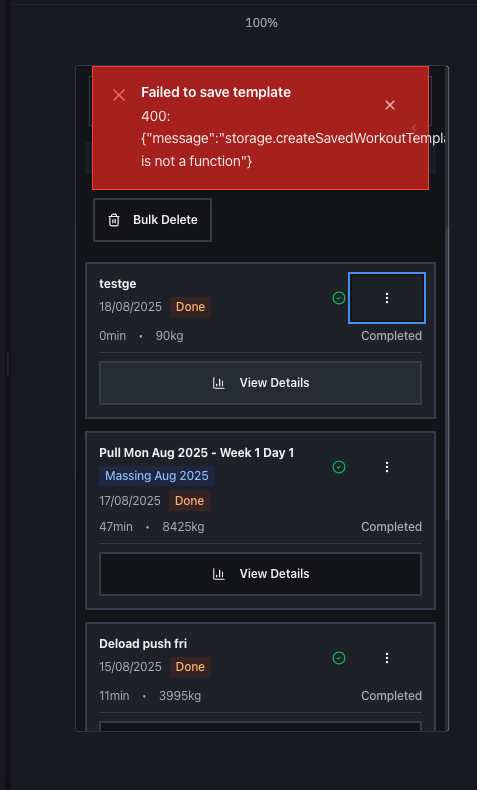 100%
Failed to save template
400:
{"message":"storage.createSavedWorkoutTempla
is not a function"}
Bulk Delete
testge
18/08/2025 Done
0min • 90kg Completed
View Details
Pull Mon Aug 2025 - Week 1 Day 1
Massing Aug 2025
17/08/2025 Done
47min • 8425kg Completed
View Details
Deload push fri
15/08/2025 Done
11min • 3995kg Completed